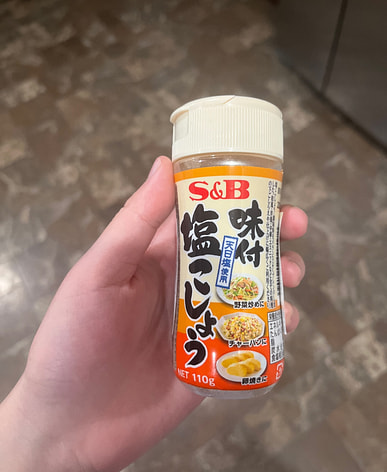 S&B
味付
塩こしょう
天日塩使用
野菜炒めに
チャーハンに
卵焼きに
NET 110g